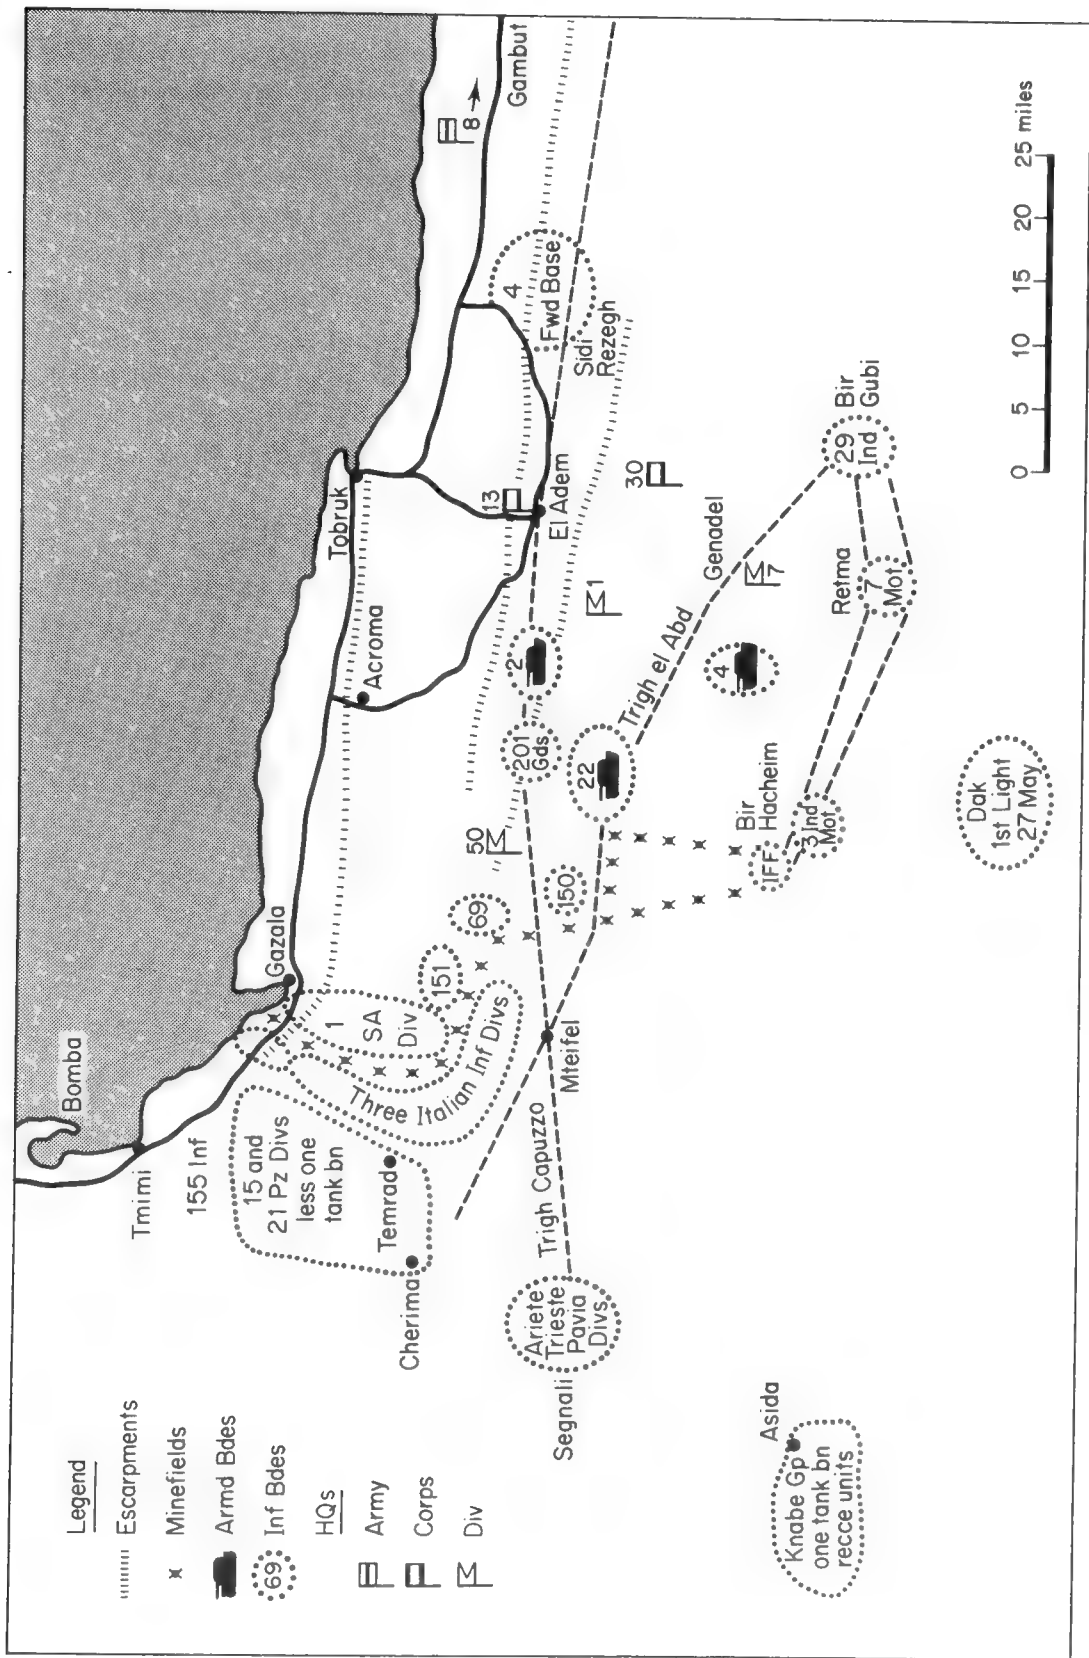 Legend
Escarpments
Minefields
Armd Bdes
69 Inf Bdes
HQs
Army
Corps
Div
Bomba
Tmimi
155 Inf
15 and
21 Pz Divs
less one
tank bn
Temrad
Cherima
Gazala
1
SA
Div
Three Italian Inf Divs
151
69
150
50
Acroma
Tobruk
8
Gambut
4
Fwd Base
Sidi
Rezegh
13
El Adem
30
1
2
201
Gds
22
Trigh el Abd
Genadel
7
4
Mteifel
Trigh Capuzzo
Ariete
Trieste
Pavia
Divs
Segnali
Asida
Knabe Gp
one tank bn
recce units
Bir
Hacheim
IFF
3 Ind
Mot
Retma
7
Mot
29
Ind
Bir
Gubi
Dak
1st Light
27 May
0 5 10 15 20 25 miles